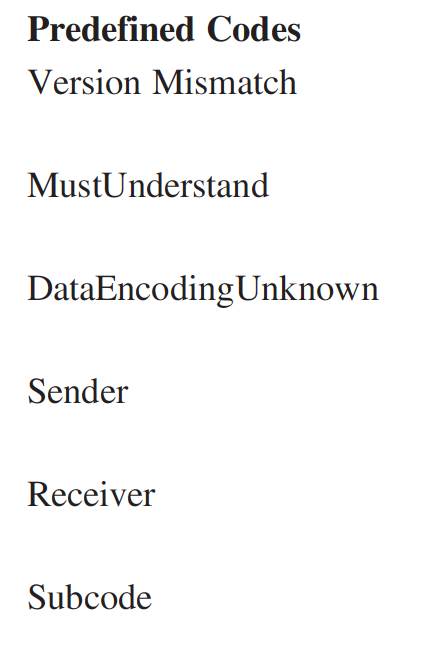 Predefined Codes
Version Mismatch
MustUnderstand
DataEncodingUnknown
Sender
Receiver
Subcode